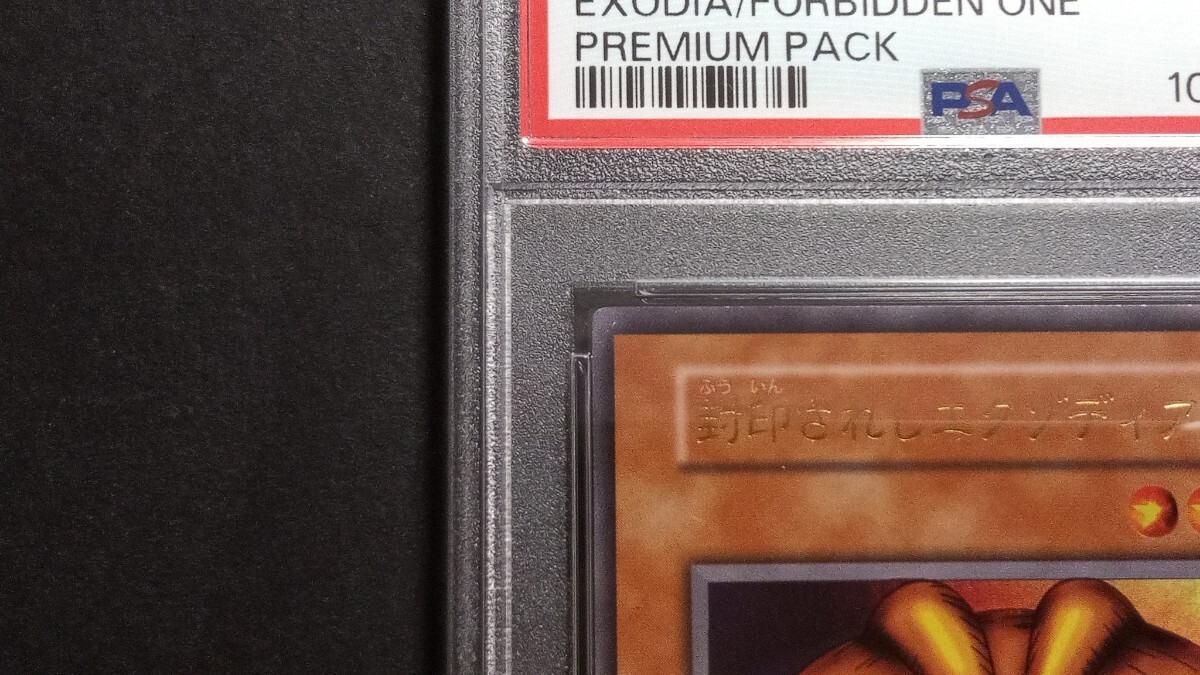 EXODIA/FORBIDDEN ONE
PREMIUM PACK
PSA
10
ふういん
封印されしエクゾディア